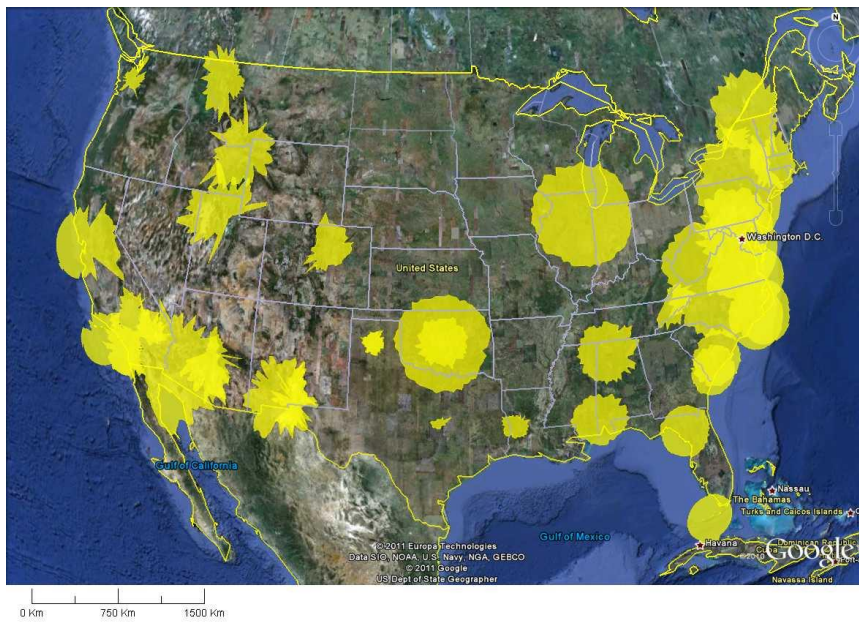 N
Washington D.C.
United States
Gulf of California
Nassau
The Bahamas
Turks and Caicos Islands
Gulf of Mexico
Havana
© 2011 Europa Technologies
Data SIO, NOAA, U.S. Navy, NGA, GEBCO
© 2011 Google
US Dept of State Geographer
Dominican Republic
Cuba
Google
©2010
Navassa Island
0 Km
750 Km
1500 Km